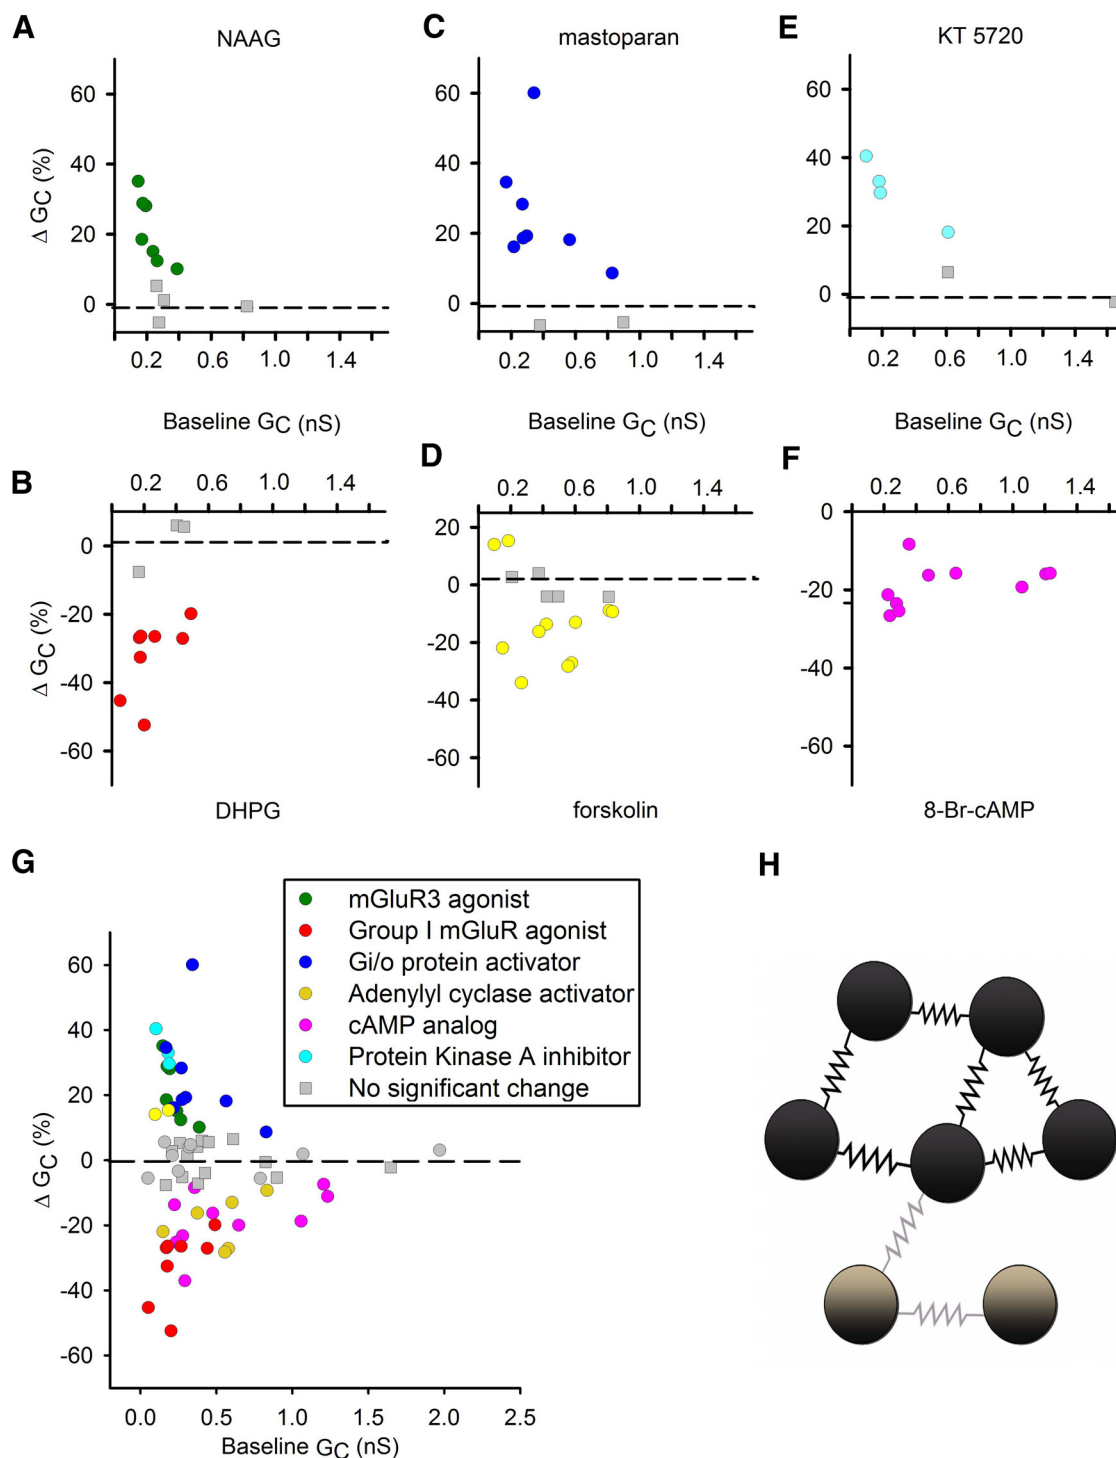 A
NAAG
60
40
20
0
Δ GC (%)
0.2 0.6 1.0 1.4
Baseline GC (nS)
C
mastoparan
60
40
20
0
0.2 0.6 1.0 1.4
Baseline GC (nS)
E
KT 5720
60
40
20
0
0.2 0.6 1.0 1.4
Baseline GC (nS)
B
0.2 0.6 1.0 1.4
0
-20
-40
-60
Δ GC (%)
DHPG
D
0.2 0.6 1.0 1.4
20
0
-20
-40
-60
forskolin
F
0.2 0.6 1.0 1.4
0
-20
-40
-60
8-Br-cAMP
G
mGluR3 agonist
Group I mGluR agonist
Gi/o protein activator
Adenylyl cyclase activator
cAMP analog
Protein Kinase A inhibitor
No significant change
60
40
20
0
-20
-40
-60
Δ GC (%)
0.0 0.5 1.0 1.5 2.0 2.5
Baseline GC (nS)
H